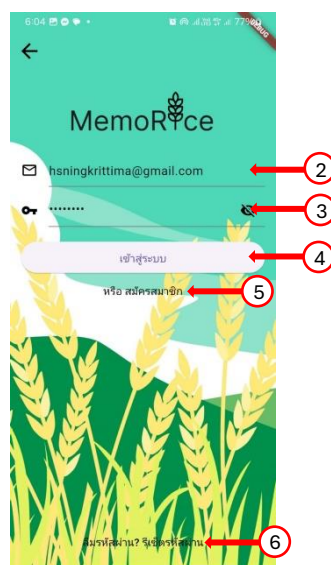 6:04
77%
DEBUG
MemoRice
hsningkrittima@gmail.com
2
........
3
เข้าสู่ระบบ
4
หรือ สมัครสมาชิก
5
ลืมรหัสผ่าน? รีเซ็ตรหัสผ่าน
6